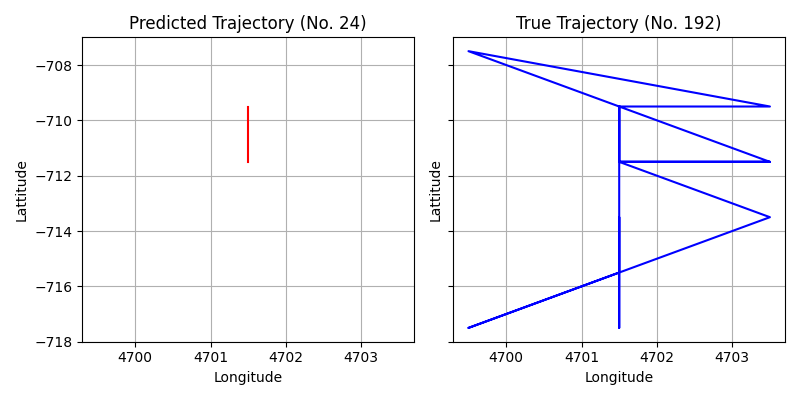 Predicted Trajectory (No. 24)
True Trajectory (No. 192)
Lattitude
−708
−710
−712
−714
−716
−718
4700
4701
4702
4703
Longitude
Lattitude
4700
4701
4702
4703
Longitude